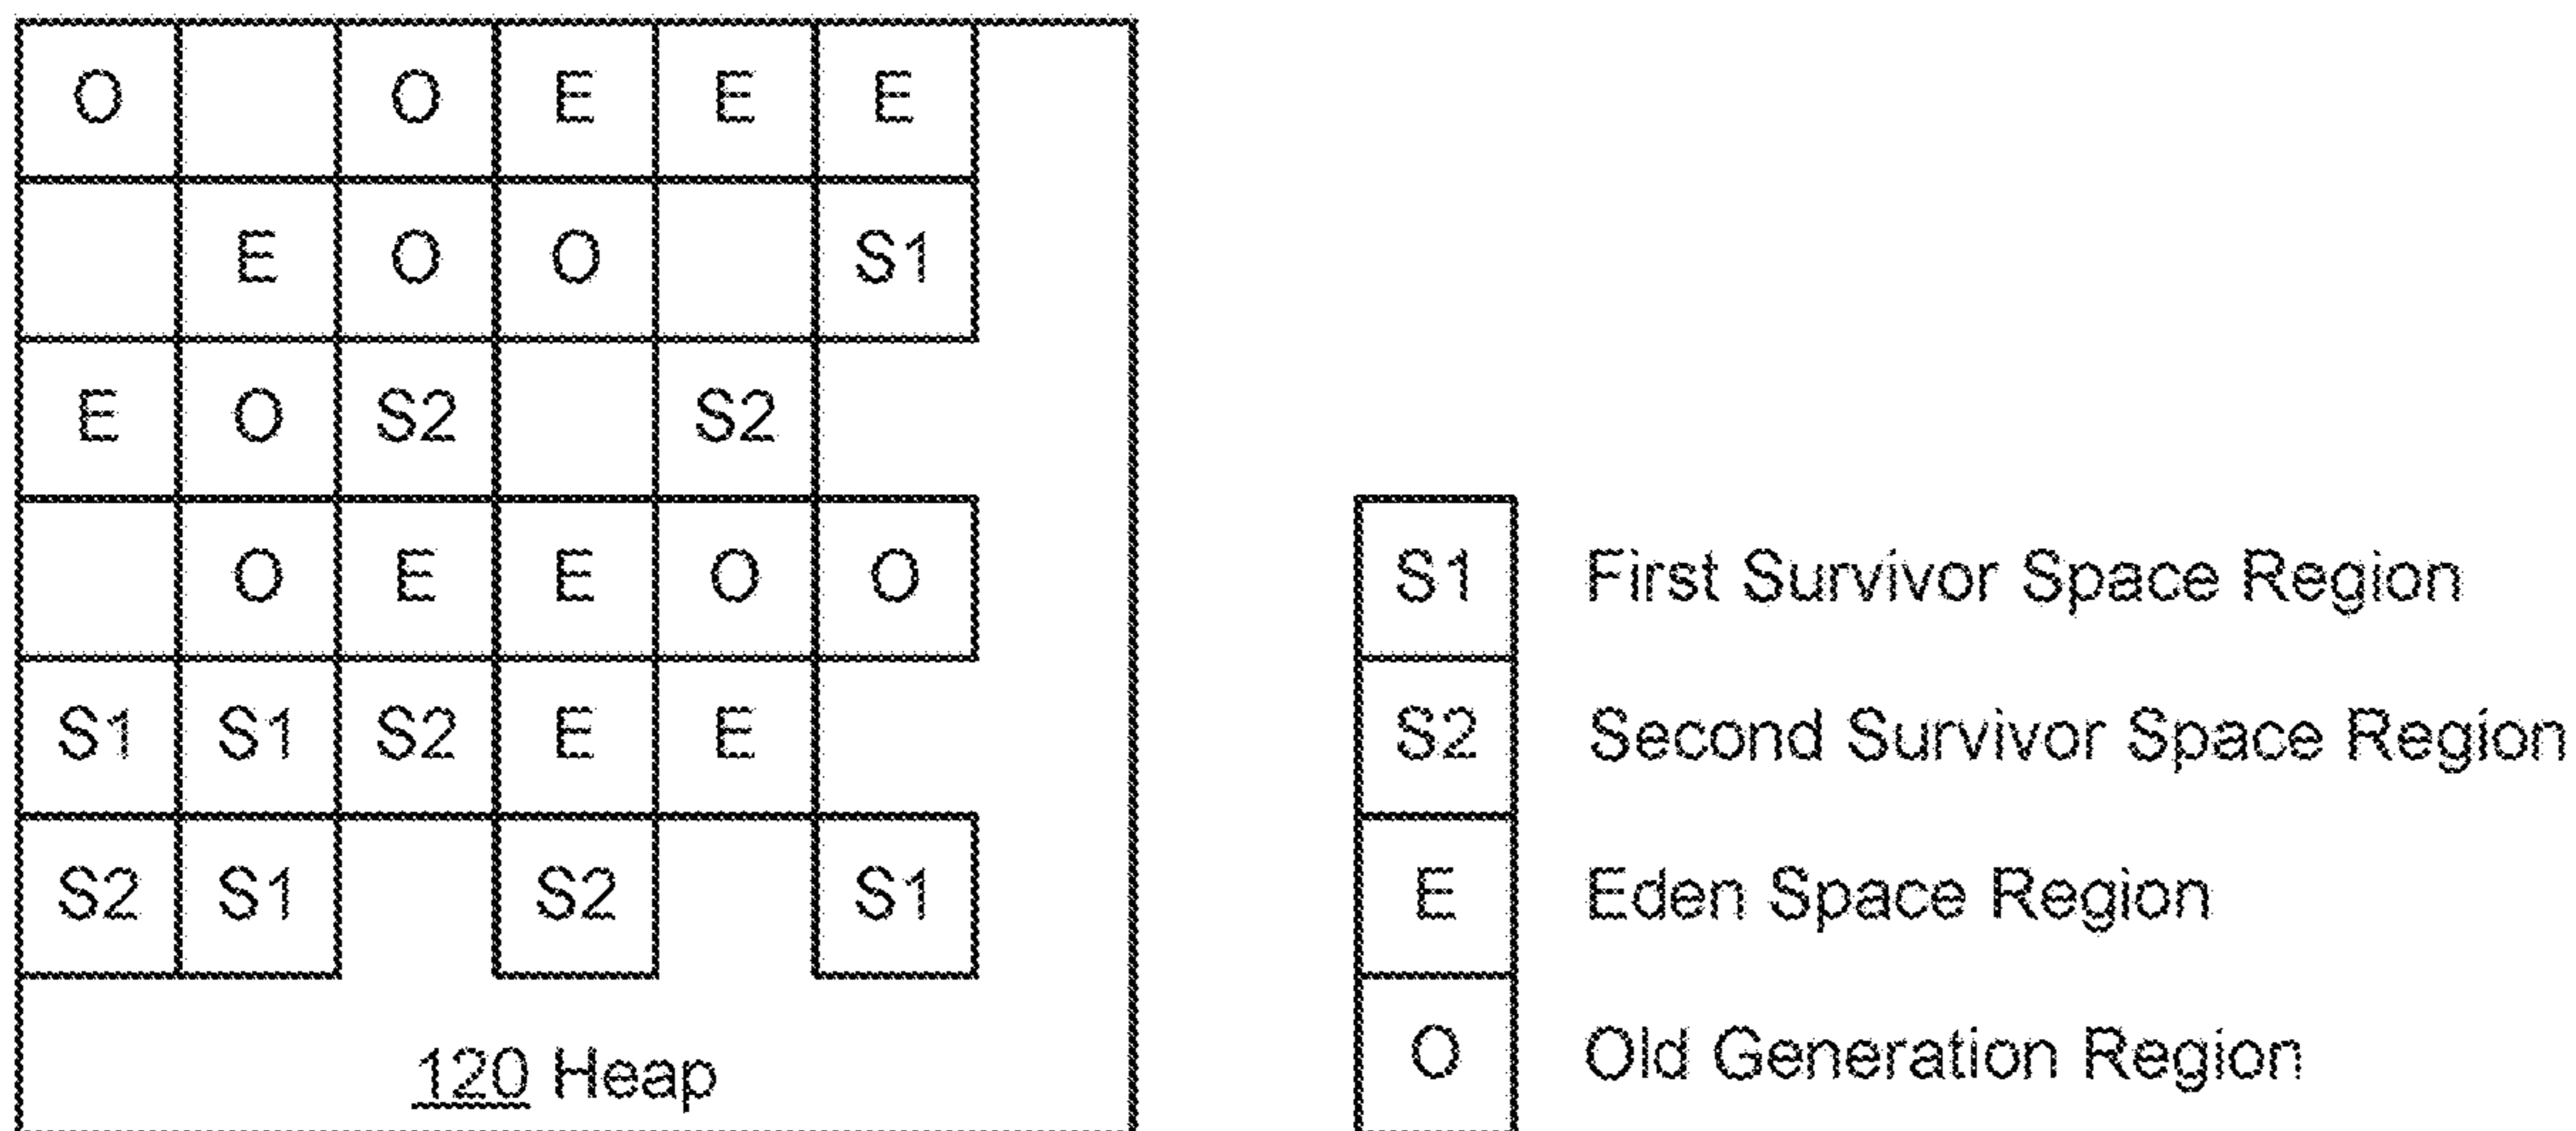 O O E E E
E O O S1
E O S2 S2
O E E O O
S1 S1 S2 E E
S2 S1 S2 S1
120 Heap
S1 First Survivor Space Region
S2 Second Survivor Space Region
E Eden Space Region
O Old Generation Region